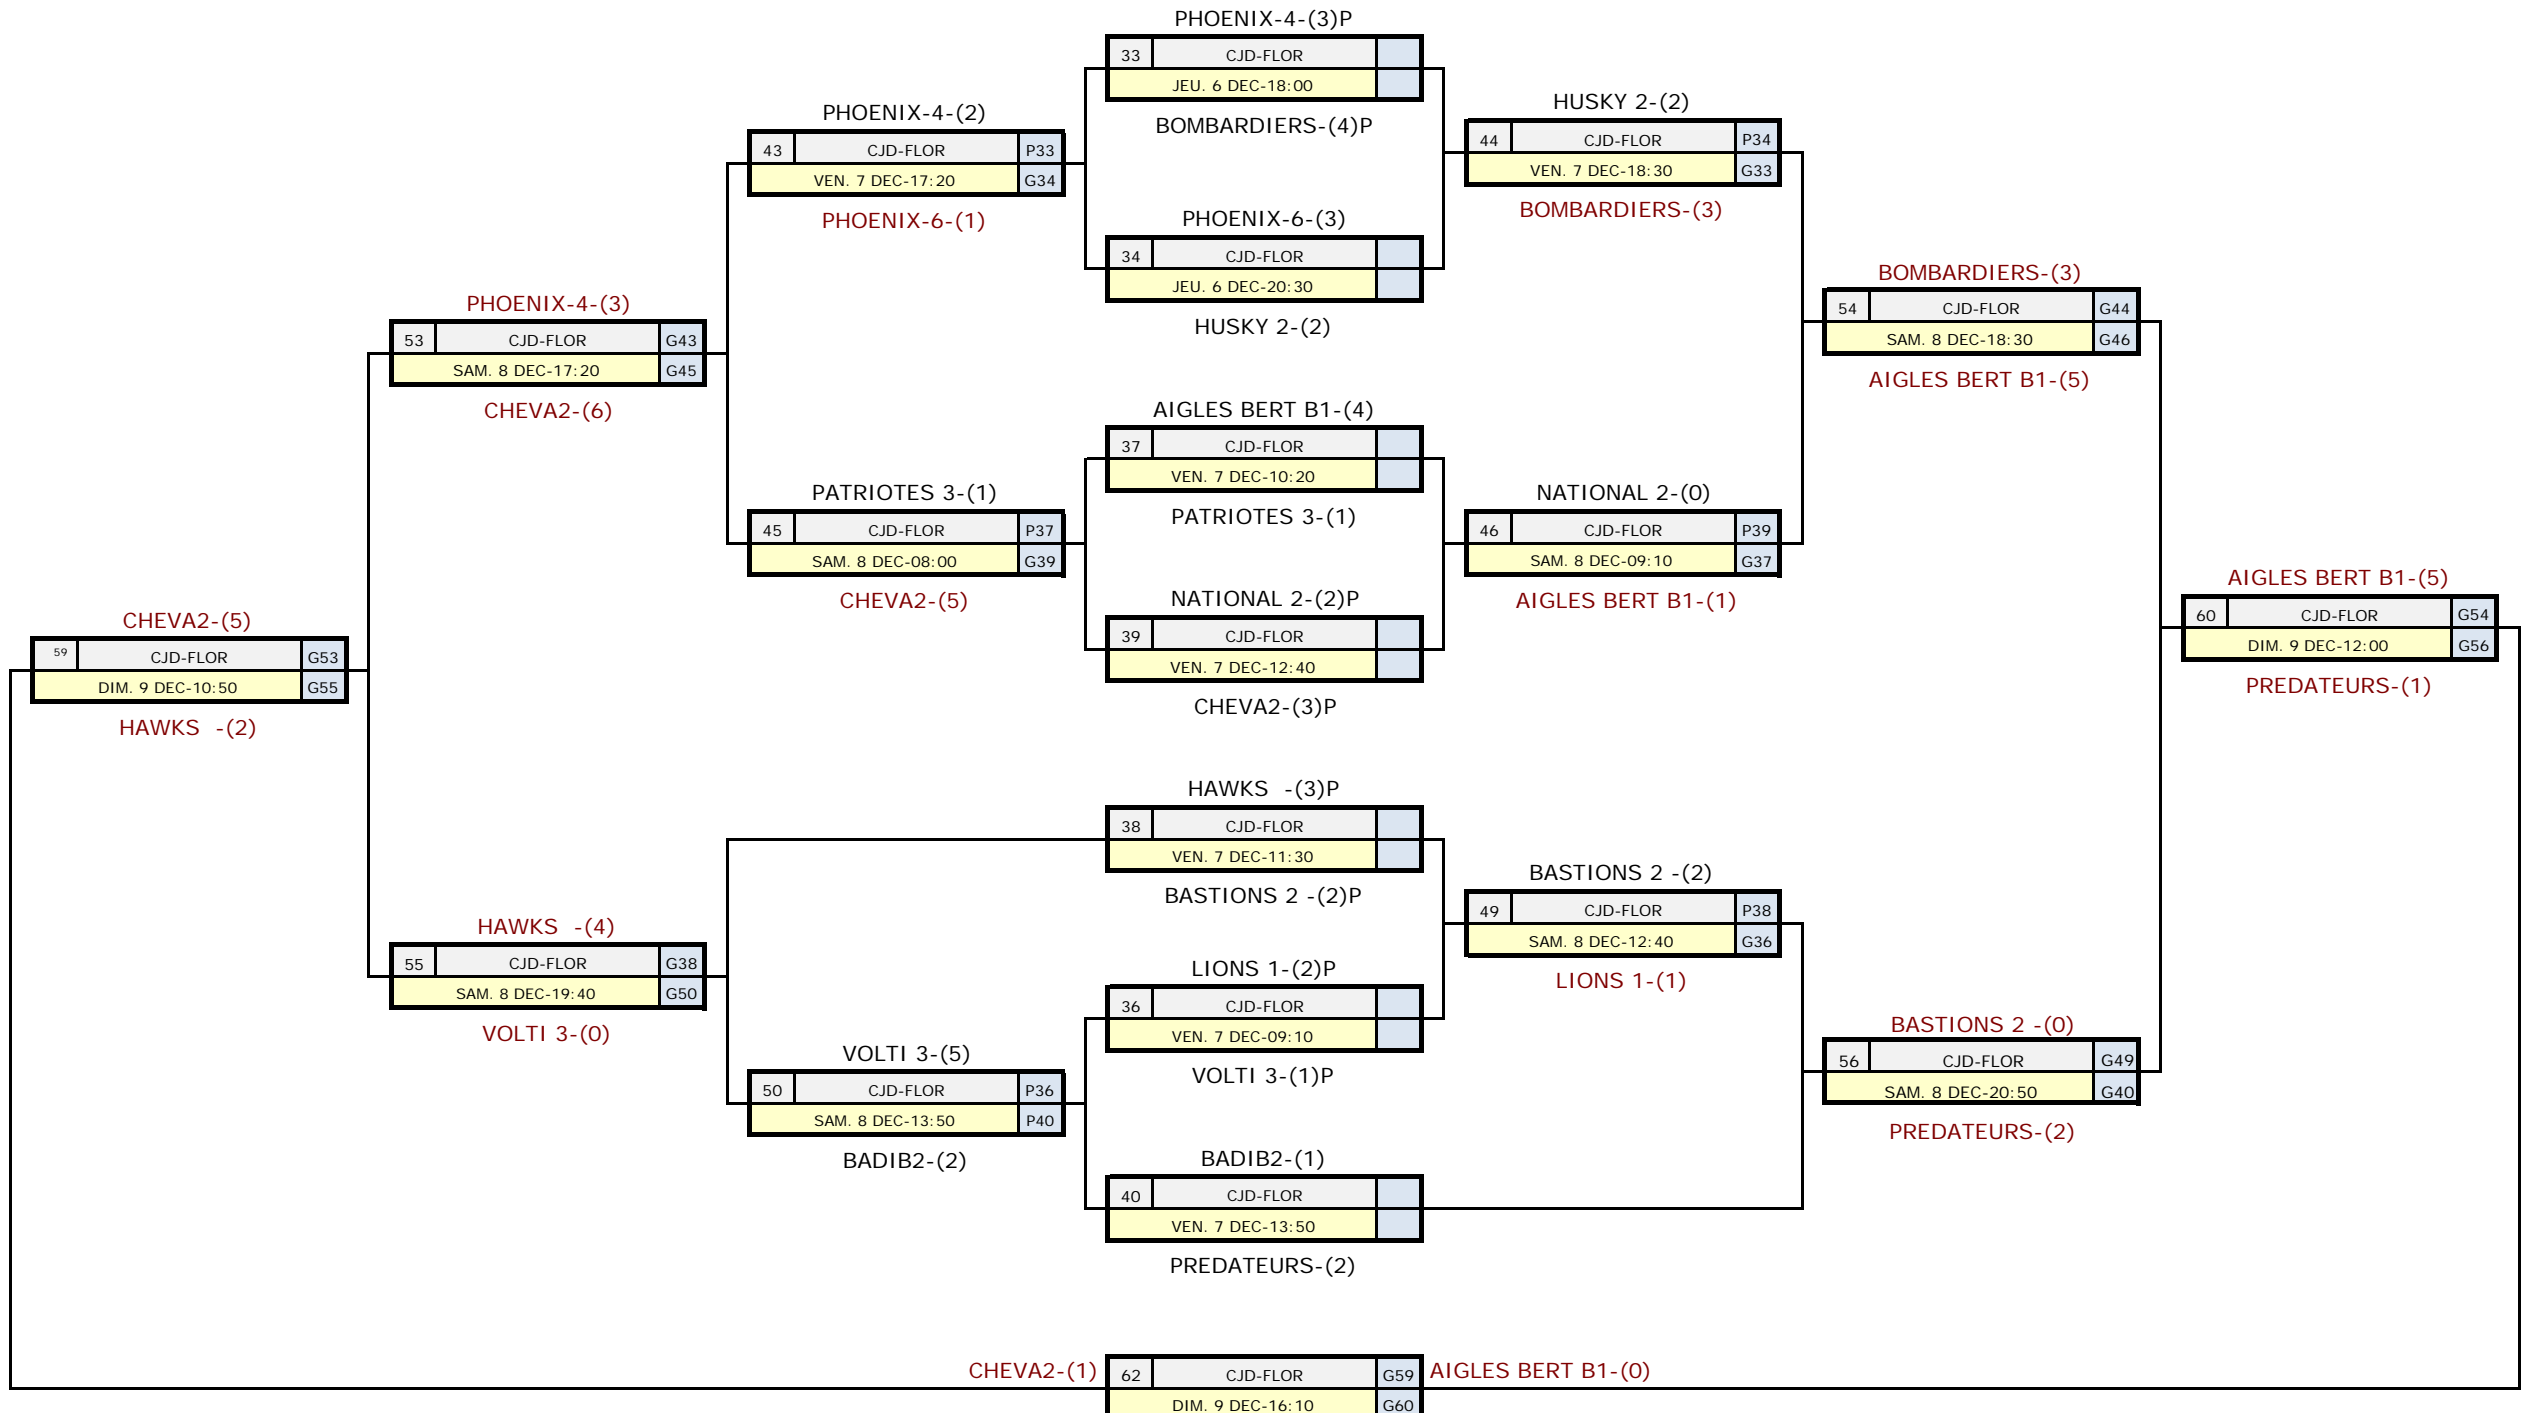 PHOENIX-4-(3)P
33 CJD-FLOR
JEU. 6 DEC-18:00
BOMBARDIERS-(4)P
PHOENIX-4-(2)
43 CJD-FLOR P33
VEN. 7 DEC-17:20 G34
PHOENIX-6-(1)
HUSKY 2-(2)
44 CJD-FLOR P34
VEN. 7 DEC-18:30 G33
BOMBARDIERS-(3)
PHOENIX-6-(3)
34 CJD-FLOR
JEU. 6 DEC-20:30
HUSKY 2-(2)
PHOENIX-4-(3)
53 CJD-FLOR G43
SAM. 8 DEC-17:20 G45
CHEVA2-(6)
BOMBARDIERS-(3)
54 CJD-FLOR G44
SAM. 8 DEC-18:30 G46
AIGLES BERT B1-(5)
AIGLES BERT B1-(4)
37 CJD-FLOR
VEN. 7 DEC-10:20
PATRIOTES 3-(1)
PATRIOTES 3-(1)
45 CJD-FLOR P37
SAM. 8 DEC-08:00 G39
CHEVA2-(5)
NATIONAL 2-(0)
46 CJD-FLOR P39
SAM. 8 DEC-09:10 G37
AIGLES BERT B1-(1)
NATIONAL 2-(2)P
39 CJD-FLOR
VEN. 7 DEC-12:40
CHEVA2-(3)P
CHEVA2-(5)
59 CJD-FLOR G53
DIM. 9 DEC-10:50 G55
HAWKS -(2)
AIGLES BERT B1-(5)
60 CJD-FLOR G54
DIM. 9 DEC-12:00 G56
PREDATEURS-(1)
HAWKS -(3)P
38 CJD-FLOR
VEN. 7 DEC-11:30
BASTIONS 2 -(2)P
BASTIONS 2 -(2)
49 CJD-FLOR P38
SAM. 8 DEC-12:40 G36
LIONS 1-(1)
HAWKS -(4)
55 CJD-FLOR G38
SAM. 8 DEC-19:40 G50
VOLTI 3-(0)
LIONS 1-(2)P
36 CJD-FLOR
VEN. 7 DEC-09:10
VOLTI 3-(1)P
VOLTI 3-(5)
50 CJD-FLOR P36
SAM. 8 DEC-13:50 P40
BADIB2-(2)
BASTIONS 2 -(0)
56 CJD-FLOR G49
SAM. 8 DEC-20:50 G40
PREDATEURS-(2)
BADIB2-(1)
40 CJD-FLOR
VEN. 7 DEC-13:50
PREDATEURS-(2)
CHEVA2-(1) 62 CJD-FLOR G59 AIGLES BERT B1-(0)
DIM. 9 DEC-16:10 G60